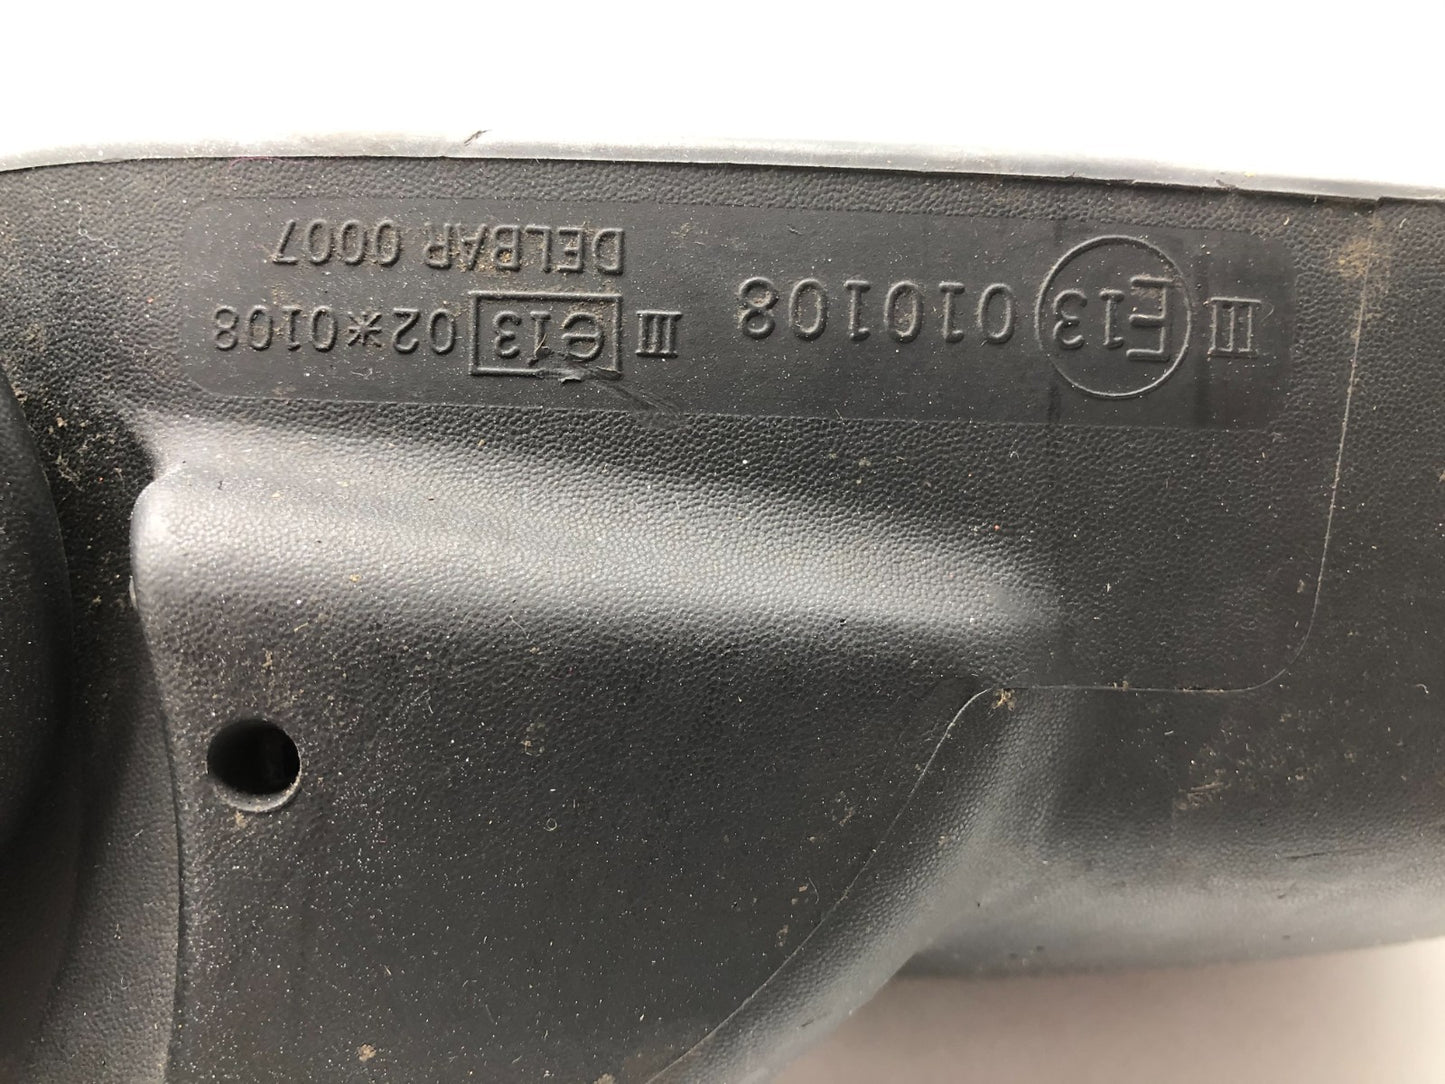 III E13 010108
III e13 02*0108
DELBAR 0007